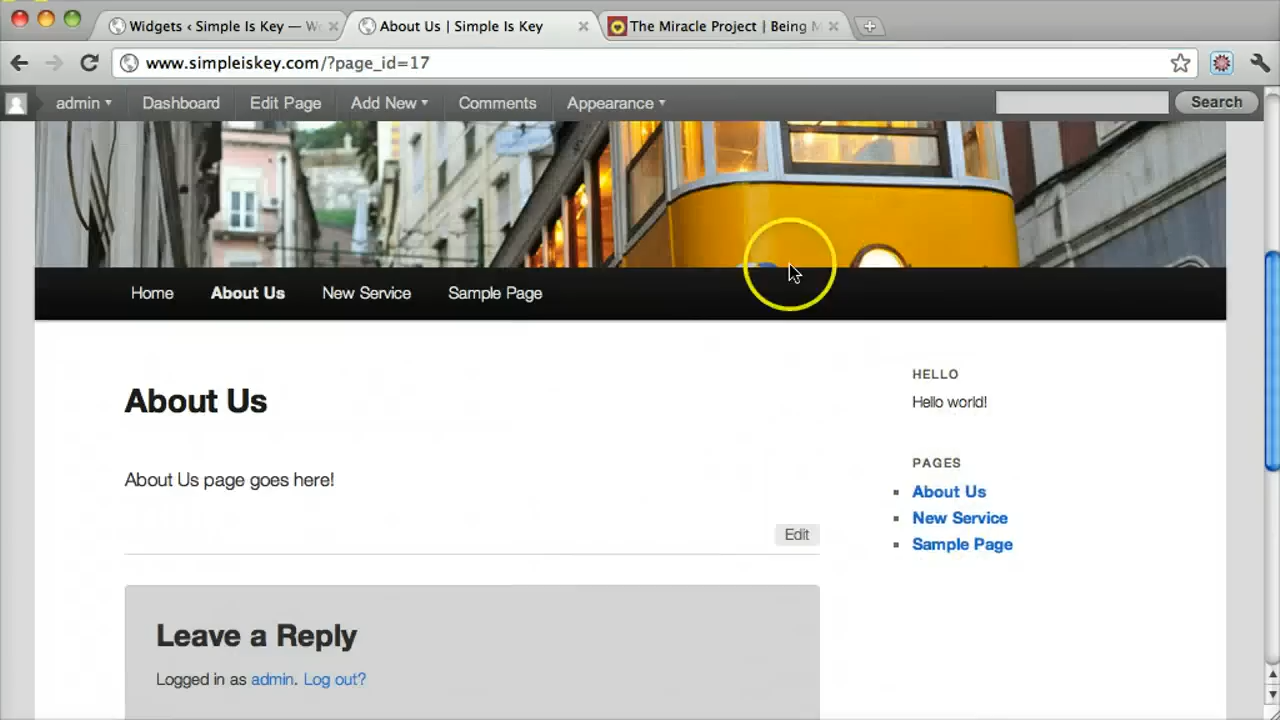 Widgets ‹ Simple Is Key — W
About Us | Simple Is Key
The Miracle Project | Being M
www.simpleiskey.com/?page_id=17
admin Dashboard Edit Page Add New Comments Appearance Search
Home About Us New Service Sample Page
About Us
About Us page goes here!
Edit
HELLO
Hello world!
PAGES
About Us
New Service
Sample Page
Leave a Reply
Logged in as admin. Log out?